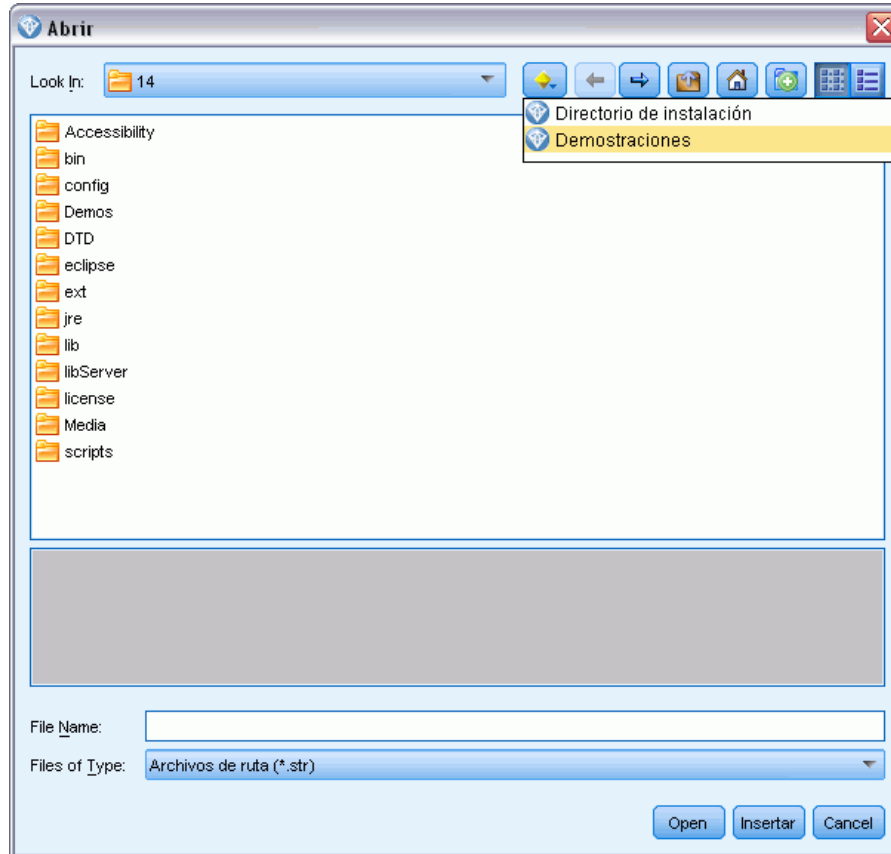 Abrir
Look In: 14
Directorio de instalación
Demostraciones
Accessibility
bin
config
Demos
DTD
eclipse
ext
jre
lib
libServer
license
Media
scripts
File Name:
Files of Type: Archivos de ruta (*.str)
Open Insertar Cancel